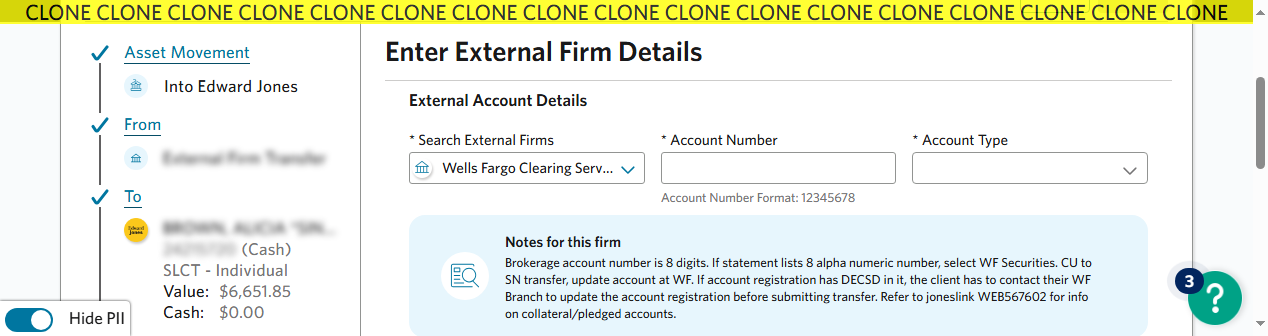 CLONE CLONE CLONE CLONE CLONE CLONE CLONE CLONE CLONE CLONE CLONE CLONE CLONE CLONE CLONE CLONE CLONE
Asset Movement
Into Edward Jones
From
External Firm Transfer
To
BROWN, ALICIA
(Cash)
SLCT - Individual
Value: $6,651.85
Cash: $0.00
Hide PII
Enter External Firm Details
External Account Details
* Search External Firms
Wells Fargo Clearing Serv...
* Account Number
Account Number Format: 12345678
* Account Type
Notes for this firm
Brokerage account number is 8 digits. If statement lists 8 alpha numeric number, select WF Securities. CU to
SN transfer, update account at WF. If account registration has DECSD in it, the client has to contact their WF
Branch to update the account registration before submitting transfer. Refer to joneslink WEB567602 for info
on collateral/pledged accounts.
3
?